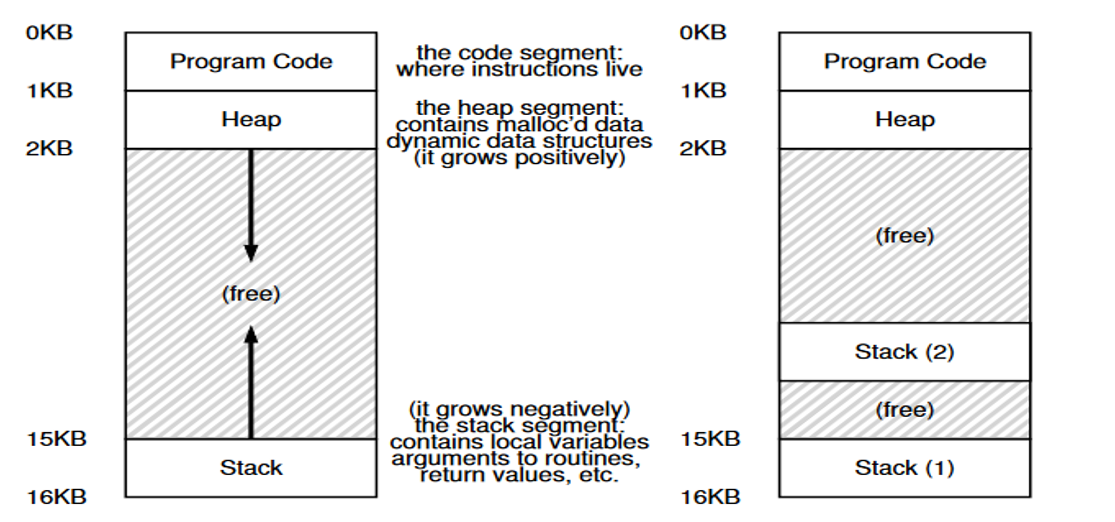 0KB
Program Code
the code segment:
where instructions live
1KB
Heap
the heap segment:
contains malloc'd data
dynamic data structures
(it grows positively)
2KB
(free)
(it grows negatively)
the stack segment:
contains local variables
arguments to routines,
return values, etc.
15KB
Stack
16KB
0KB
Program Code
1KB
Heap
2KB
(free)
Stack (2)
(free)
15KB
Stack (1)
16KB